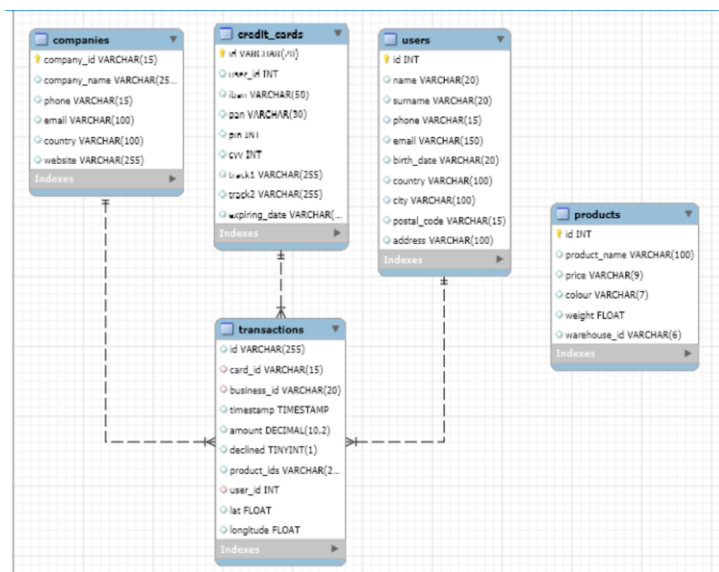 companies
company_id VARCHAR(15)
company_name VARCHAR(25...
phone VARCHAR(15)
email VARCHAR(100)
country VARCHAR(100)
website VARCHAR(255)
Indexes
credit_cards
id VARCHAR(20)
user_id INT
iban VARCHAR(50)
pan VARCHAR(30)
pin INT
cvv INT
track1 VARCHAR(255)
track2 VARCHAR(255)
expiring_date VARCHAR(...
Indexes
users
id INT
name VARCHAR(20)
surname VARCHAR(20)
phone VARCHAR(15)
email VARCHAR(150)
birth_date VARCHAR(20)
country VARCHAR(100)
city VARCHAR(100)
postal_code VARCHAR(15)
address VARCHAR(100)
Indexes
products
id INT
product_name VARCHAR(100)
price VARCHAR(9)
colour VARCHAR(7)
weight FLOAT
warehouse_id VARCHAR(6)
Indexes
transactions
id VARCHAR(255)
card_id VARCHAR(15)
business_id VARCHAR(20)
timestamp TIMESTAMP
amount DECIMAL(10,2)
declined TINYINT(1)
product_ids VARCHAR(2...
user_id INT
lat FLOAT
longitude FLOAT
Indexes